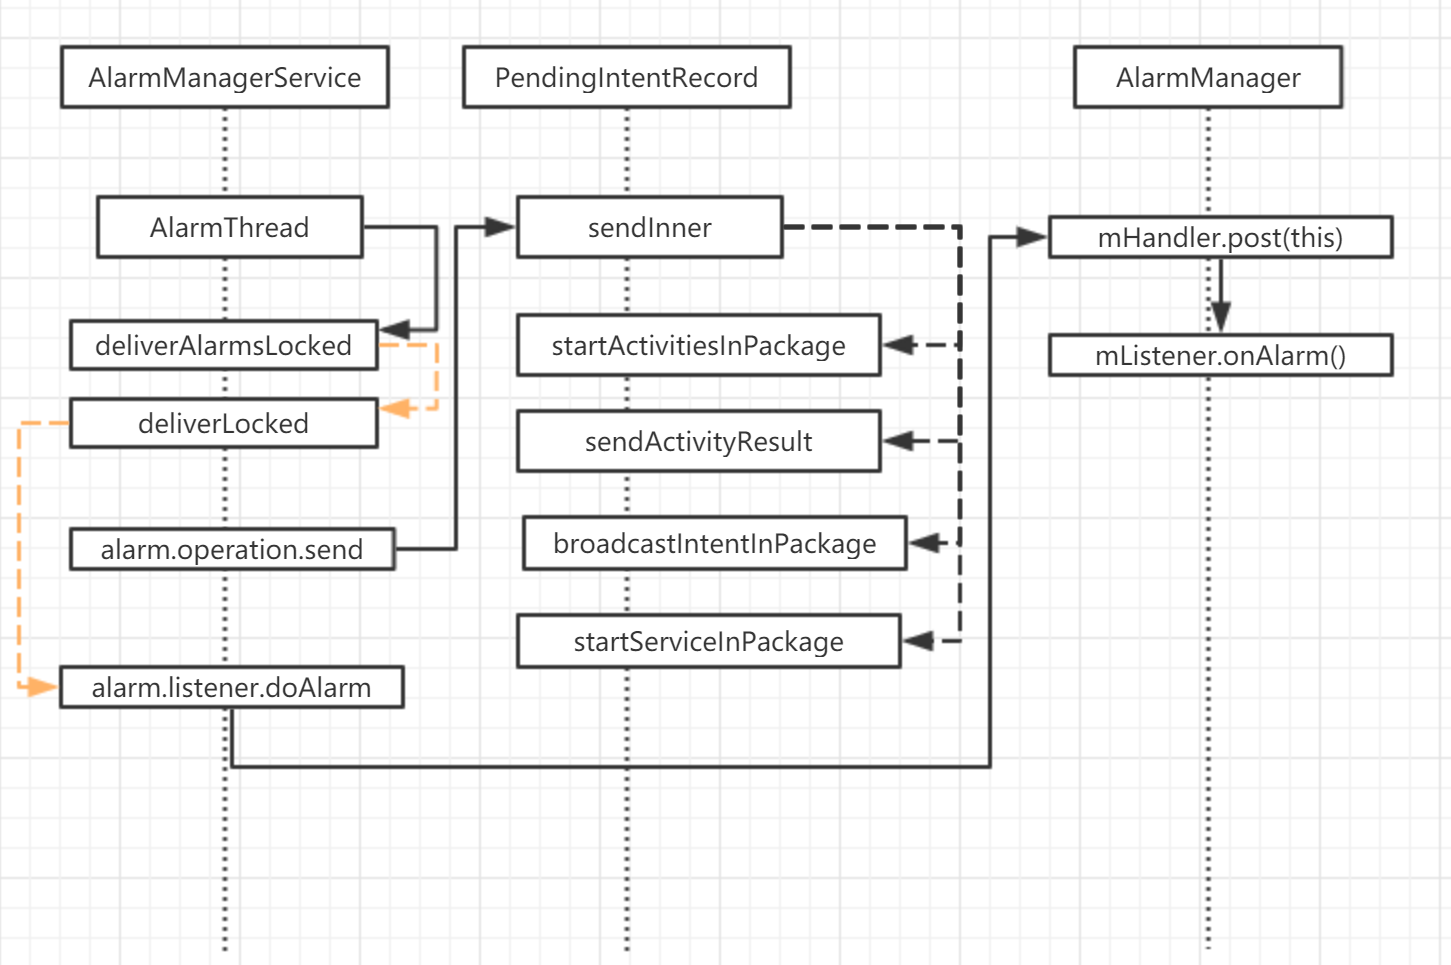 AlarmManagerService
PendingIntentRecord
AlarmManager
AlarmThread
deliverAlarmsLocked
deliverLocked
alarm.operation.send
alarm.listener.doAlarm
sendInner
startActivitiesInPackage
sendActivityResult
broadcastIntentInPackage
startServiceInPackage
mHandler.post(this)
mListener.onAlarm()